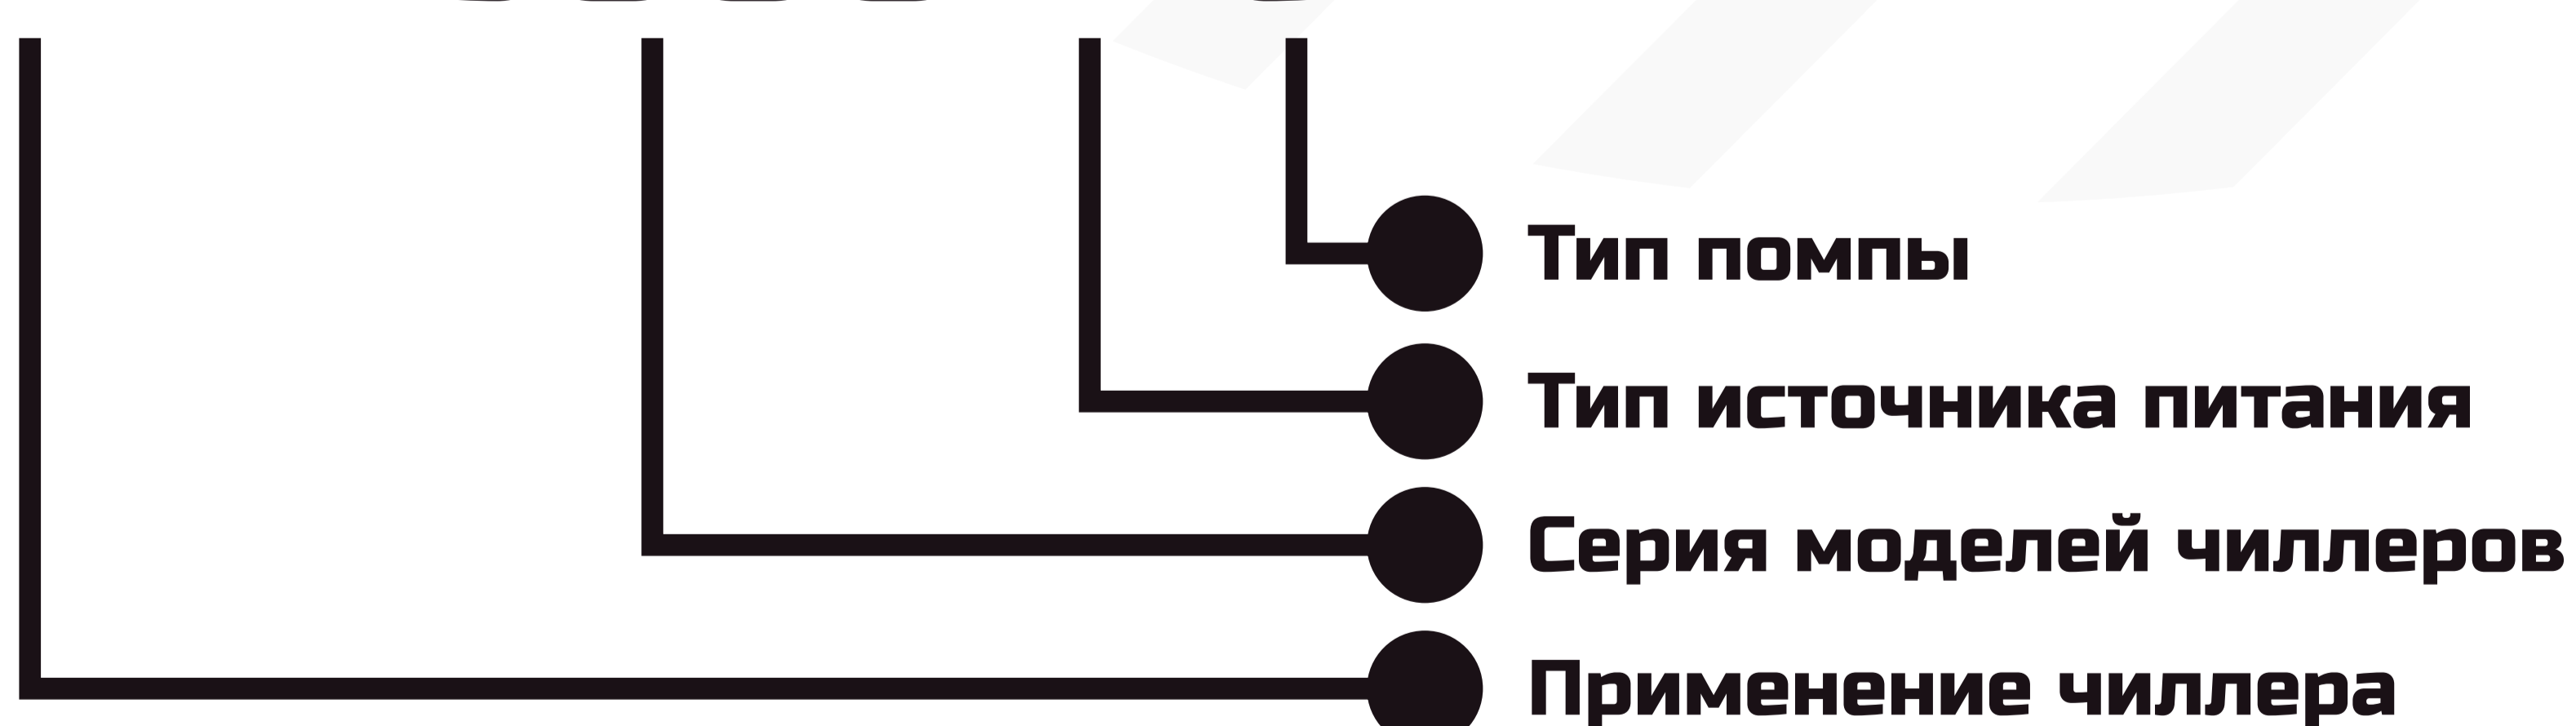 Тип помпы
Тип источника питания
Серия моделей чиллеров
Применение чиллера